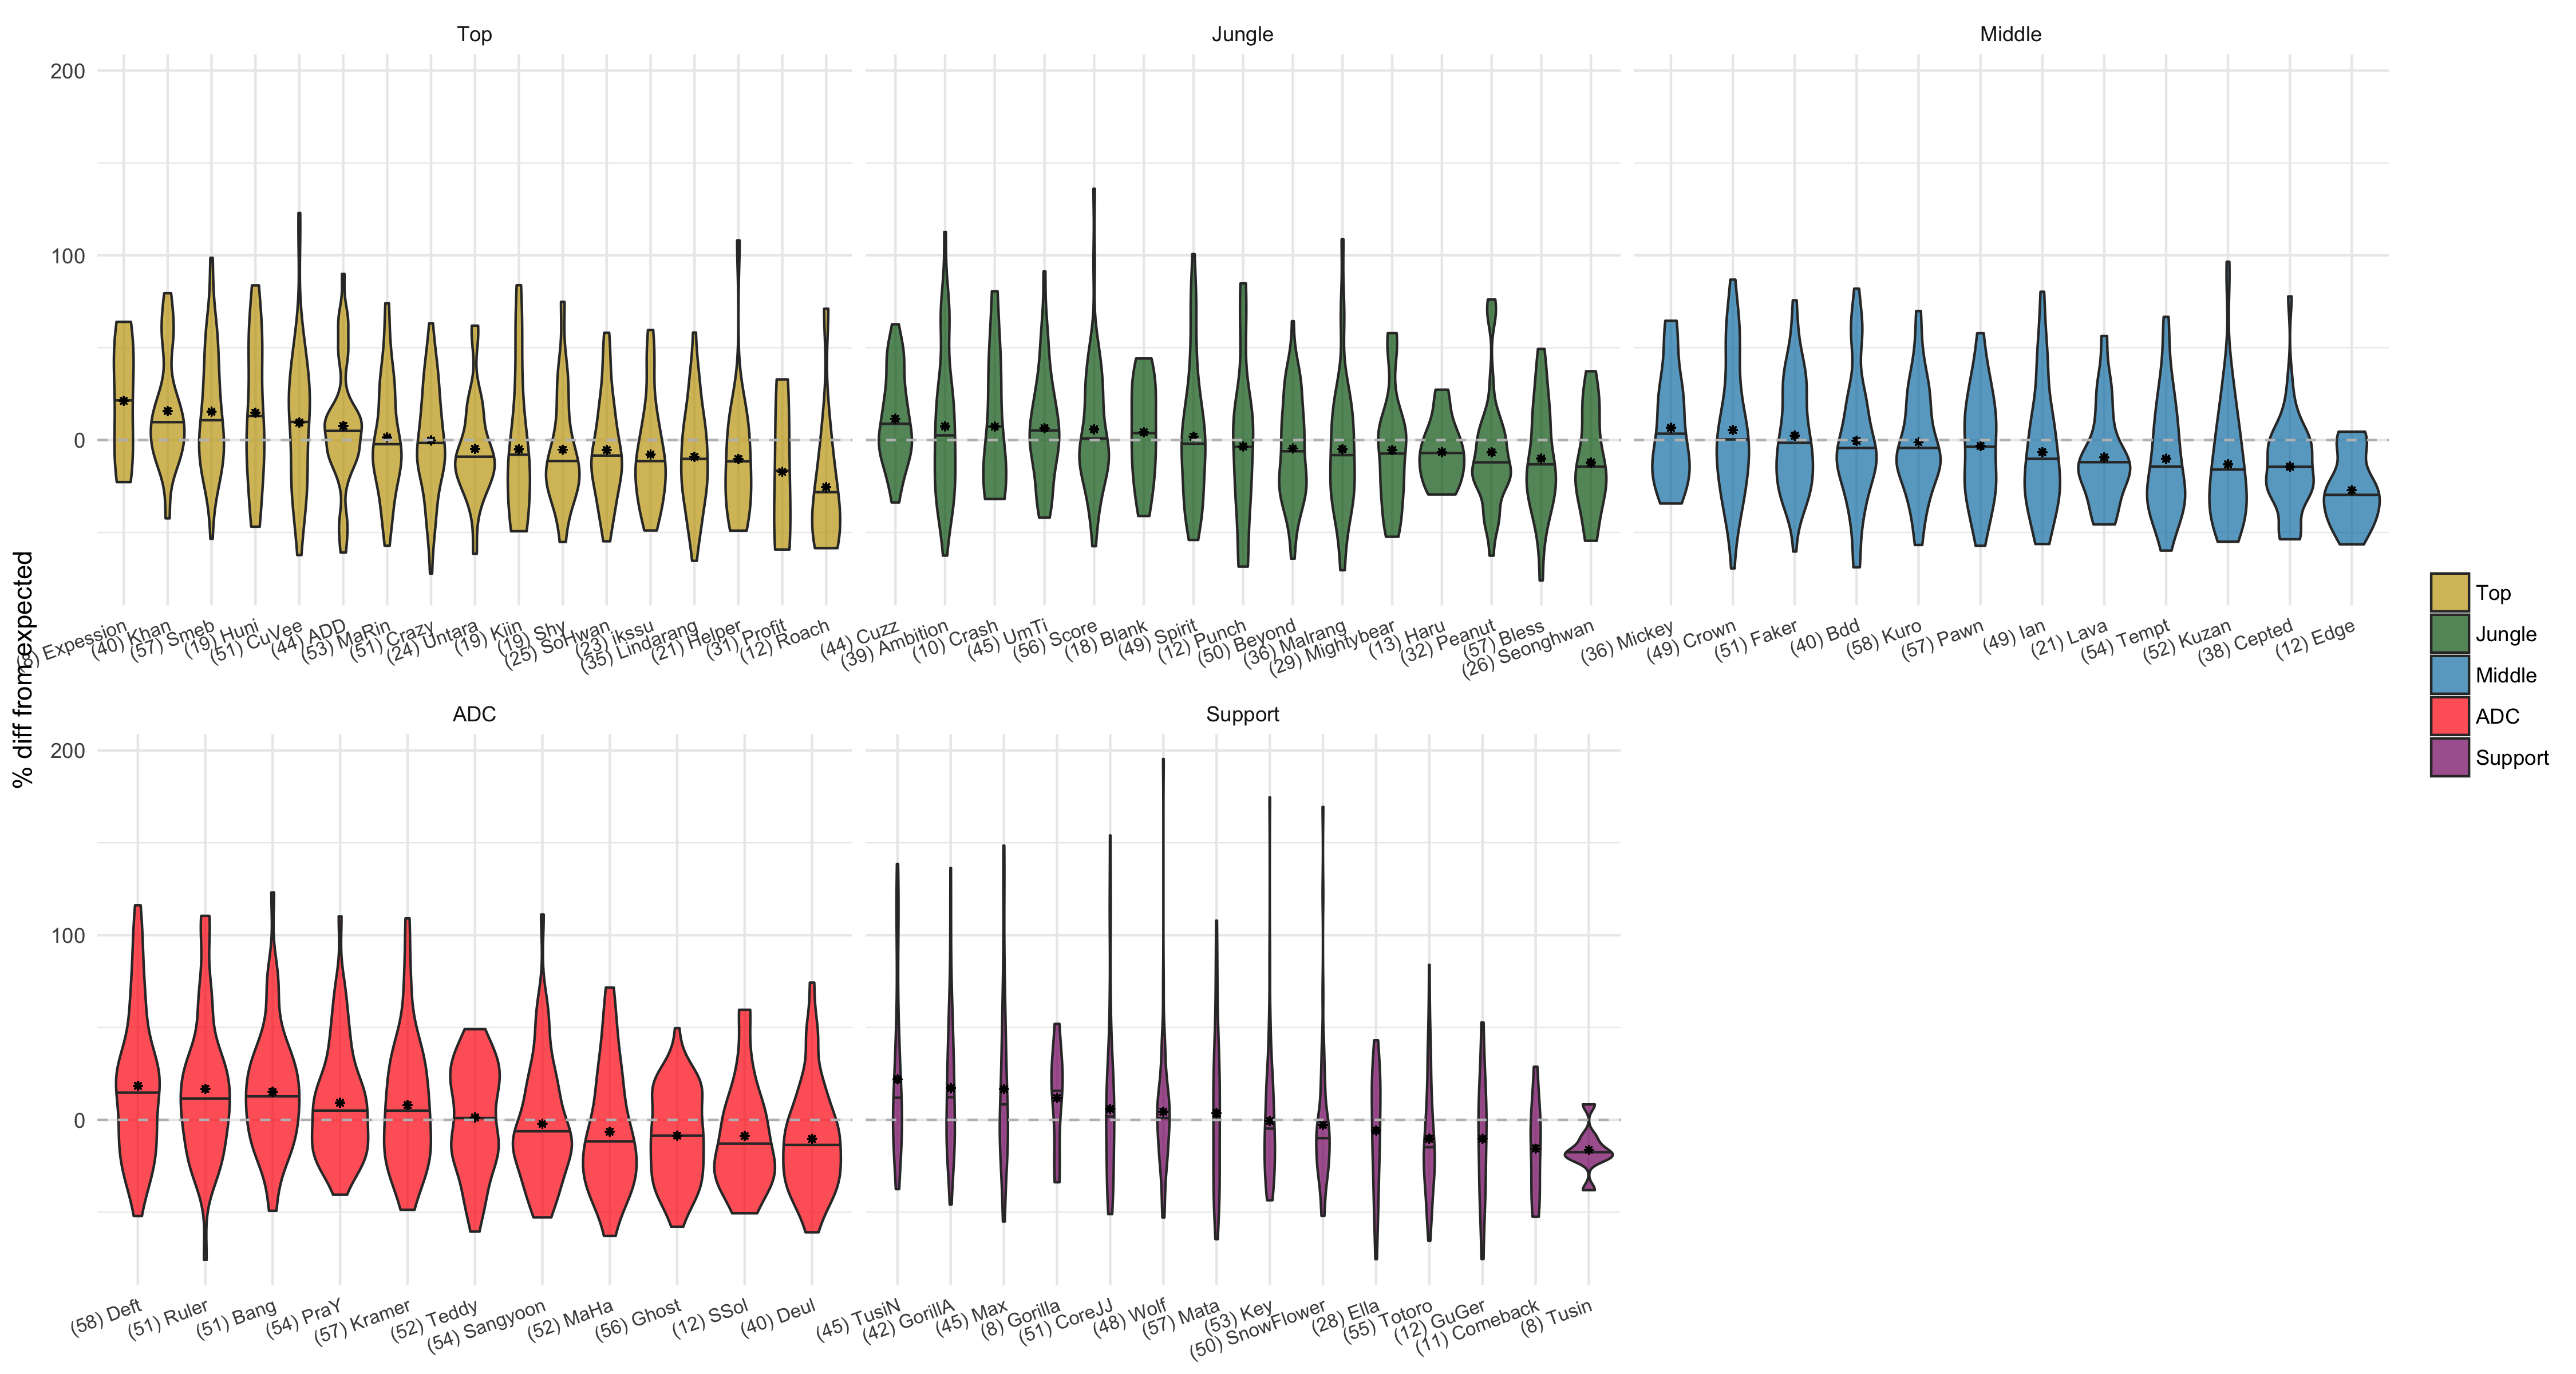 Top
Jungle
Middle
200
100
0
Expession
(40) Khan
(57) Smeb
(19) Huni
(51) CuVee
(44) ADD
(53) MaRin
(51) Crazy
(24) Untara
(19) Kiin
(19) Shy
(25) SoHwan
(23) ikssu
(35) Lindarang
(21) Helper
(31) Profit
(12) Roach
(44) Cuzz
(39) Ambition
(10) Crash
(45) UmTi
(56) Score
(18) Blank
(49) Spirit
(12) Punch
(50) Beyond
(36) Malrang
(29) Mightybear
(13) Haru
(32) Peanut
(57) Bless
(26) Seonghwan
(36) Mickey
(49) Crown
(51) Faker
(40) Bdd
(58) Kuro
(57) Pawn
(49) Ian
(21) Lava
(54) Tempt
(52) Kuzan
(38) Cepted
(12) Edge
% diff from expected
Top
Jungle
Middle
ADC
Support
ADC
Support
200
100
0
(58) Deft
(51) Ruler
(51) Bang
(54) PraY
(57) Kramer
(52) Teddy
(54) Sangyoon
(52) MaHa
(56) Ghost
(12) SSol
(40) Deul
(45) TusiN
(42) GorillA
(45) Max
(8) Gorilla
(51) CoreJJ
(48) Wolf
(57) Mata
(53) Key
(50) SnowFlower
(28) Ella
(55) Totoro
(12) GuGer
(11) Comeback
(8) Tusin